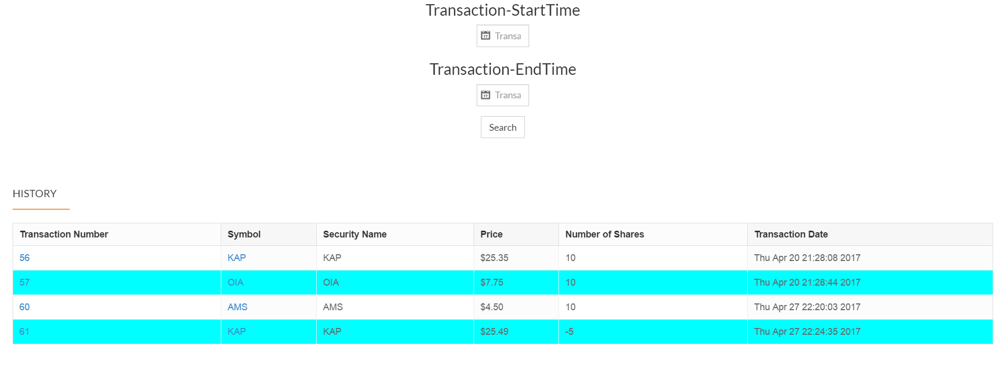 Transaction-StartTime
Transa
Transaction-EndTime
Transa
Search
HISTORY
Transaction Number Symbol Security Name Price Number of Shares Transaction Date
56 KAP KAP $25.35 10 Thu Apr 20 21:28:08 2017
57 OIA OIA $7.75 10 Thu Apr 20 21:28:44 2017
60 AMS AMS $4.50 10 Thu Apr 27 22:20:03 2017
61 KAP KAP $25.49 -5 Thu Apr 27 22:24:35 2017